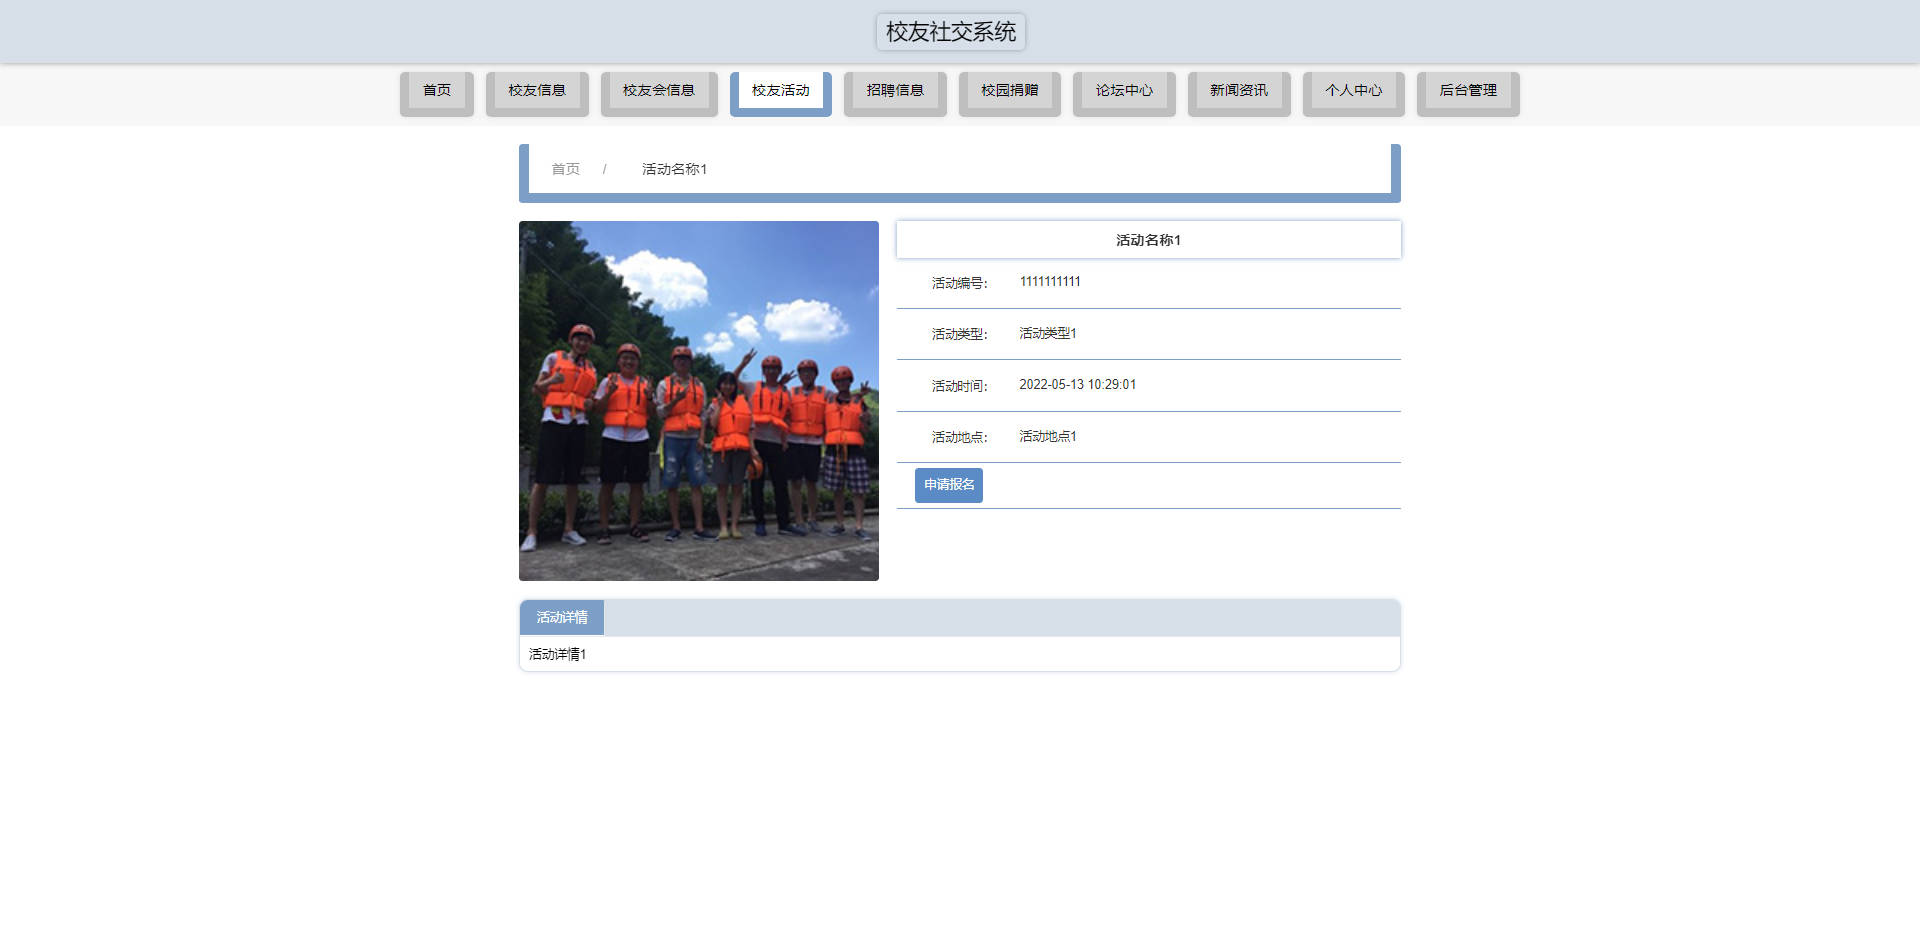 校友社交系统
首页 校友信息 校友会信息 校友活动 招聘信息 校园捐赠 论坛中心 新闻资讯 个人中心 后台管理
首页 / 活动名称1
活动名称1
活动编号: 1111111111
活动类型: 活动类型1
活动时间: 2022-05-13 10:29:01
活动地点: 活动地点1
申请报名
活动详情
活动详情1